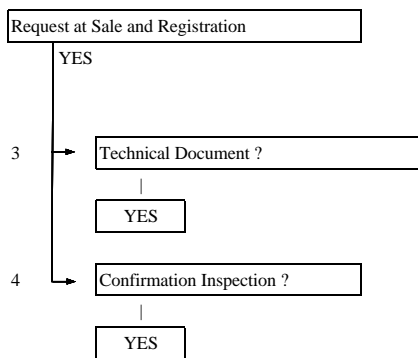 Request at Sale and Registration
YES
3 Technical Document ?
YES
4 Confirmation Inspection ?
YES